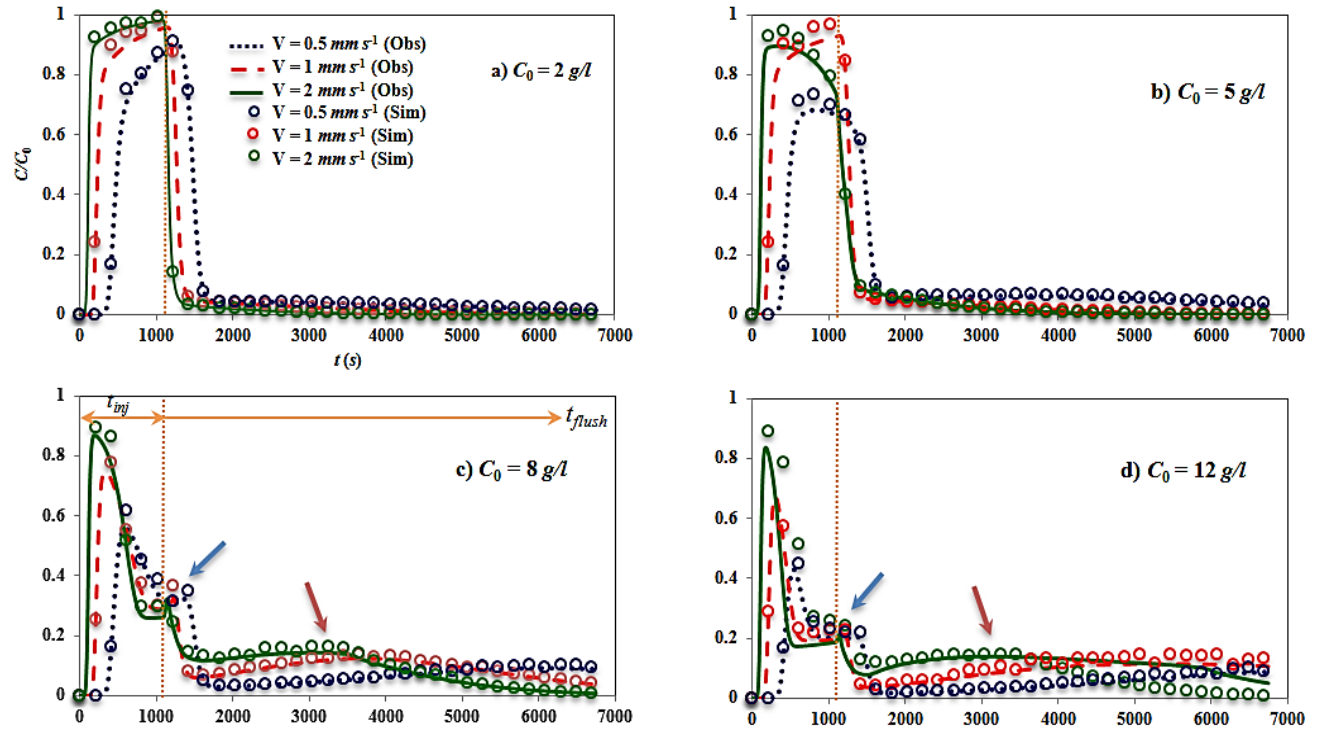 1
0.8
0.6
0.4
0.2
0
C/C₀
V = 0.5 mm s⁻¹ (Obs)
V = 1 mm s⁻¹ (Obs)
V = 2 mm s⁻¹ (Obs)
V = 0.5 mm s⁻¹ (Sim)
V = 1 mm s⁻¹ (Sim)
V = 2 mm s⁻¹ (Sim)
a) C₀ = 2 g/l
0 1000 2000 3000 4000 5000 6000 7000
t (s)
1
0.8
0.6
0.4
0.2
0
b) C₀ = 5 g/l
0 1000 2000 3000 4000 5000 6000 7000
1
0.8
0.6
0.4
0.2
0
t_inj
t_flush
c) C₀ = 8 g/l
0 1000 2000 3000 4000 5000 6000 7000
1
0.8
0.6
0.4
0.2
0
d) C₀ = 12 g/l
0 1000 2000 3000 4000 5000 6000 7000